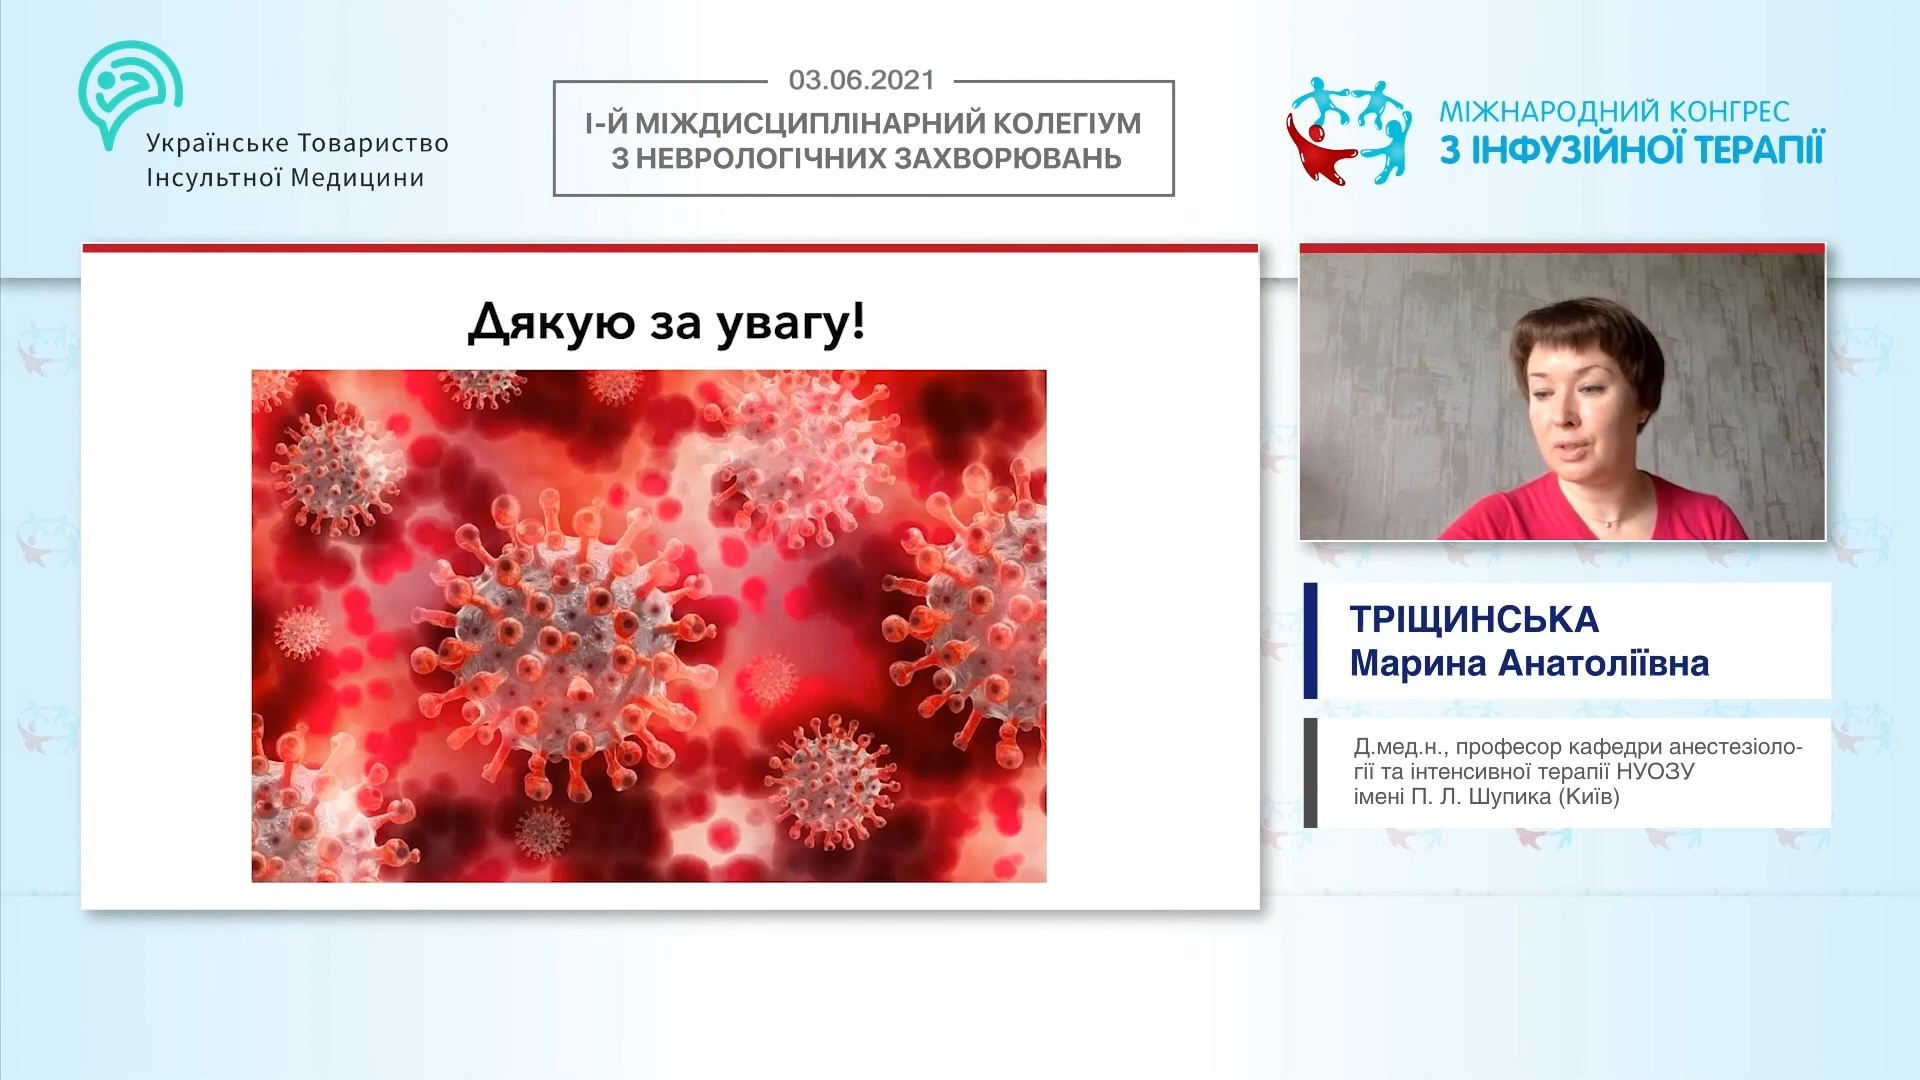 Українське Товариство
Інсультної Медицини
03.06.2021
І-Й МІЖДИСЦИПЛІНАРНИЙ КОЛЕГІУМ
З НЕВРОЛОГІЧНИХ ЗАХВОРЮВАНЬ
МІЖНАРОДНИЙ КОНГРЕС
З ІНФУЗІЙНОЇ ТЕРАПІЇ
Дякую за увагу!
ТРІЩИНСЬКА
Марина Анатоліївна
Д.мед.н., професор кафедри анестезіоло-
гії та інтенсивної терапії НУОЗУ
імені П. Л. Шупика (Київ)